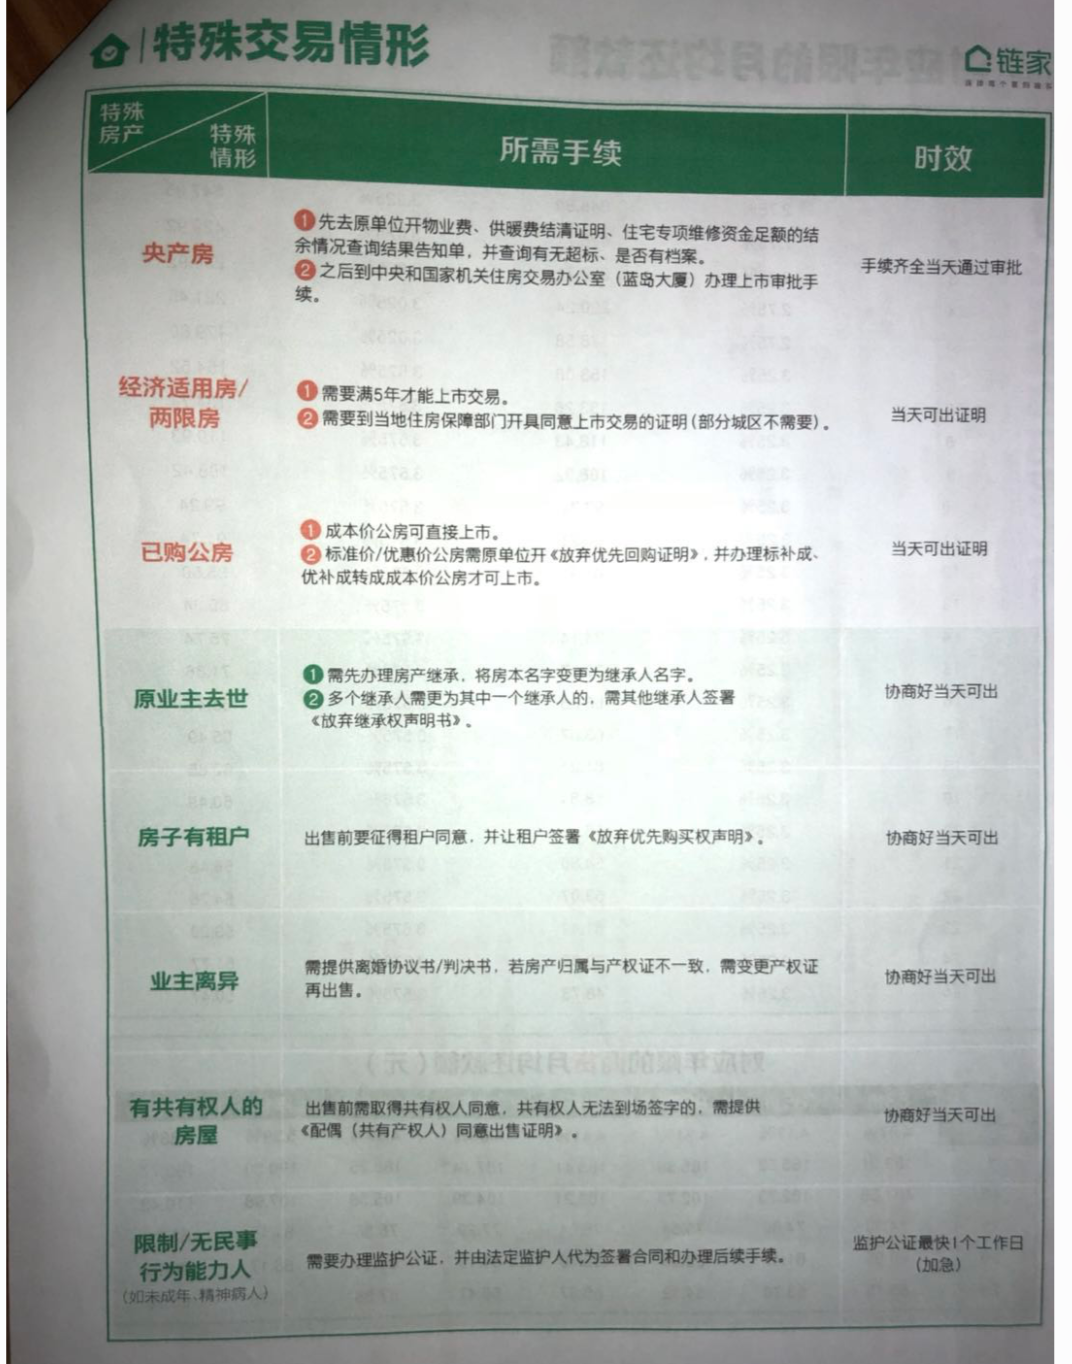 特殊交易情形
链家
特殊
房产
特殊
情形
所需手续
时效
央产房
1 先去原单位开物业费、供暖费结清证明、住宅专项维修资金足额的结
余情况查询结果告知单，并查询有无超标、是否有档案。
2 之后到中央和国家机关住房交易办公室（蓝岛大厦）办理上市审批手
续。
手续齐全当天通过审批
经济适用房/
两限房
1 需要满5年才能上市交易。
2 需要到当地住房保障部门开具同意上市交易的证明(部分城区不需要)。
当天可出证明
已购公房
1 成本价公房可直接上市。
2 标准价/优惠价公房需原单位开《放弃优先回购证明》，并办理标补成、
优补成转成成本价公房才可上市。
当天可出证明
原业主去世
1 需先办理房产继承，将房本名字变更为继承人名字。
2 多个继承人需更为其中一个继承人的，需其他继承人签署
《放弃继承权声明书》。
协商好当天可出
房子有租户
出售前要征得租户同意，并让租户签署《放弃优先购买权声明》。
协商好当天可出
业主离异
需提供离婚协议书/判决书，若房产归属与产权证不一致，需变更产权证
再出售。
协商好当天可出
有共有权人的
房屋
出售前需取得共有权人同意，共有权人无法到场签字的，需提供
《配偶（共有产权人）同意出售证明》。
协商好当天可出
限制/无民事
行为能力人
(如未成年、精神病人)
需要办理监护公证，并由法定监护人代为签署合同和办理后续手续。
监护公证最快1个工作日
(加急)